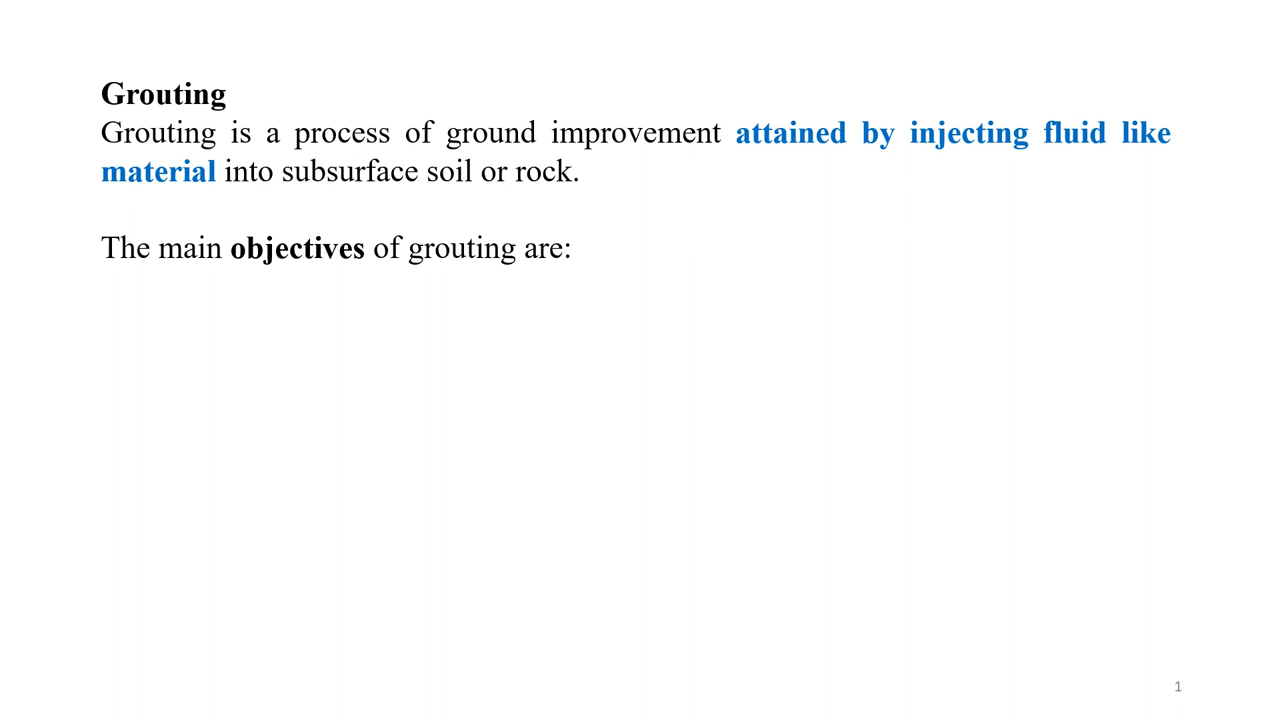 Grouting
Grouting is a process of ground improvement attained by injecting fluid like
material into subsurface soil or rock.
The main objectives of grouting are:
1